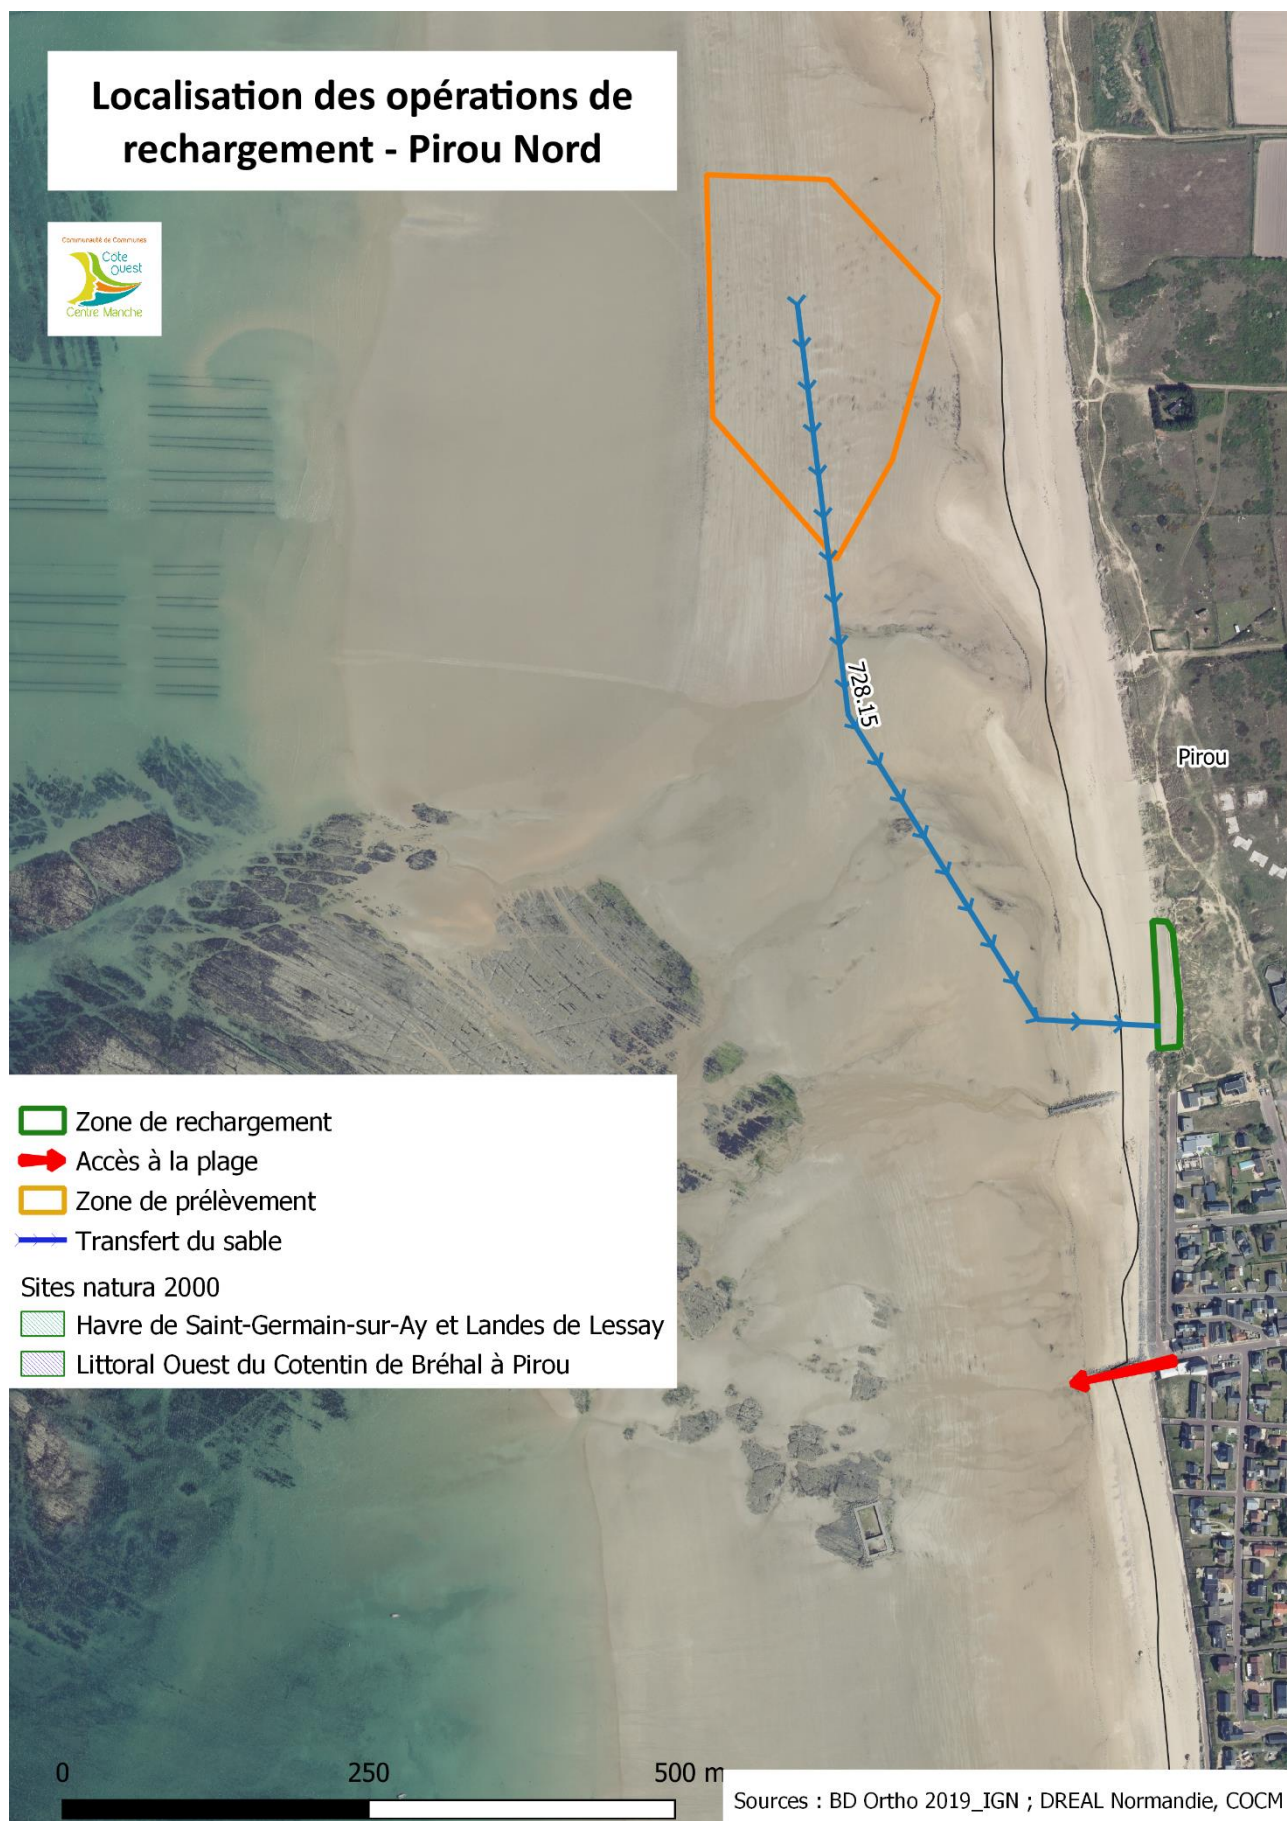 Localisation des opérations de
rechargement - Pirou Nord
Communauté de Communes
Côte
Ouest
Centre Manche
728.15
Pirou
Zone de rechargement
Accès à la plage
Zone de prélèvement
Transfert du sable
Sites natura 2000
Havre de Saint-Germain-sur-Ay et Landes de Lessay
Littoral Ouest du Cotentin de Bréhal à Pirou
0 250 500 m
Sources : BD Ortho 2019_IGN ; DREAL Normandie, COCM